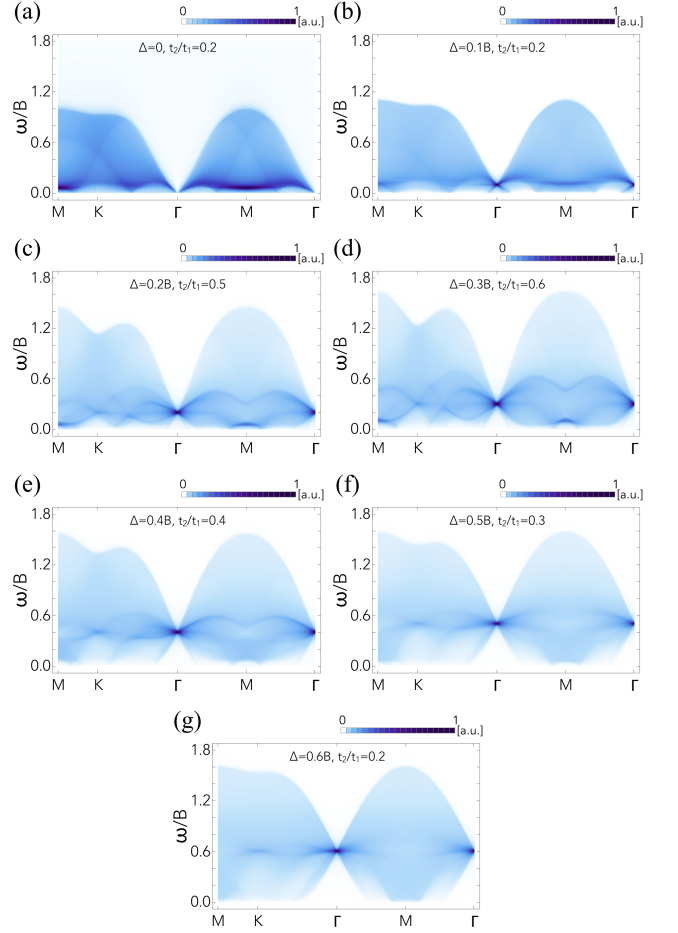 (a)
0 1
[a.u.]
Δ=0, t₂/t₁=0.2
ω/B
1.8
1.2
0.6
0.0
M K Γ M Γ
(b)
0 1
[a.u.]
Δ=0.1B, t₂/t₁=0.2
ω/B
1.8
1.2
0.6
0.0
M K Γ M Γ
(c)
0 1
[a.u.]
Δ=0.2B, t₂/t₁=0.5
ω/B
1.8
1.2
0.6
0.0
M K Γ M Γ
(d)
0 1
[a.u.]
Δ=0.3B, t₂/t₁=0.6
ω/B
1.8
1.2
0.6
0.0
M K Γ M Γ
(e)
0 1
[a.u.]
Δ=0.4B, t₂/t₁=0.4
ω/B
1.8
1.2
0.6
0.0
M K Γ M Γ
(f)
0 1
[a.u.]
Δ=0.5B, t₂/t₁=0.3
ω/B
1.8
1.2
0.6
0.0
M K Γ M Γ
(g)
0 1
[a.u.]
Δ=0.6B, t₂/t₁=0.2
ω/B
1.8
1.2
0.6
0.0
M K Γ M Γ